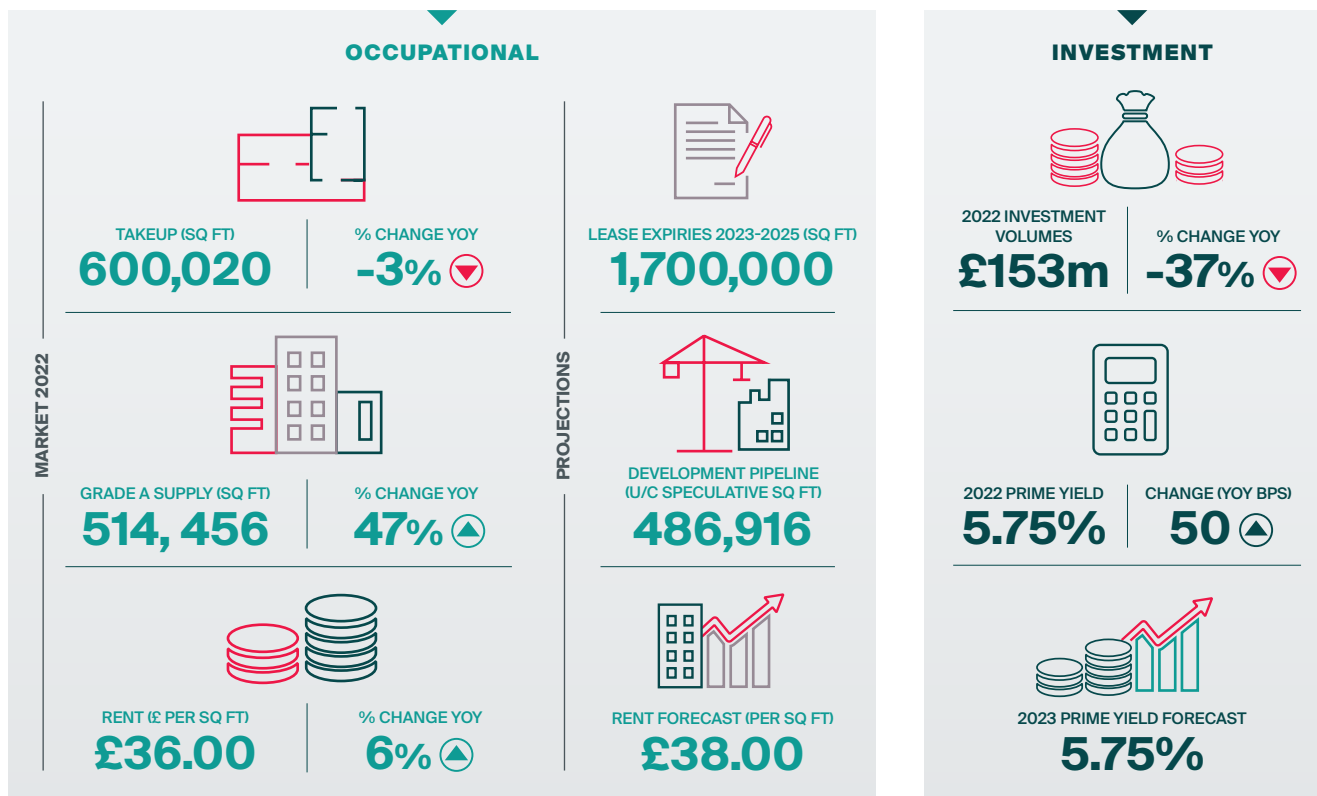 OCCUPATIONAL
MARKET 2022
TAKEUP (SQ FT)
600,020
% CHANGE YOY
-3%
GRADE A SUPPLY (SQ FT)
514, 456
% CHANGE YOY
47%
RENT (£ PER SQ FT)
£36.00
% CHANGE YOY
6%
PROJECTIONS
LEASE EXPIRIES 2023-2025 (SQ FT)
1,700,000
DEVELOPMENT PIPELINE
(U/C SPECULATIVE SQ FT)
486,916
RENT FORECAST (PER SQ FT)
£38.00
INVESTMENT
2022 INVESTMENT
VOLUMES
£153m
% CHANGE YOY
-37%
2022 PRIME YIELD
5.75%
CHANGE (YOY BPS)
50
2023 PRIME YIELD FORECAST
5.75%